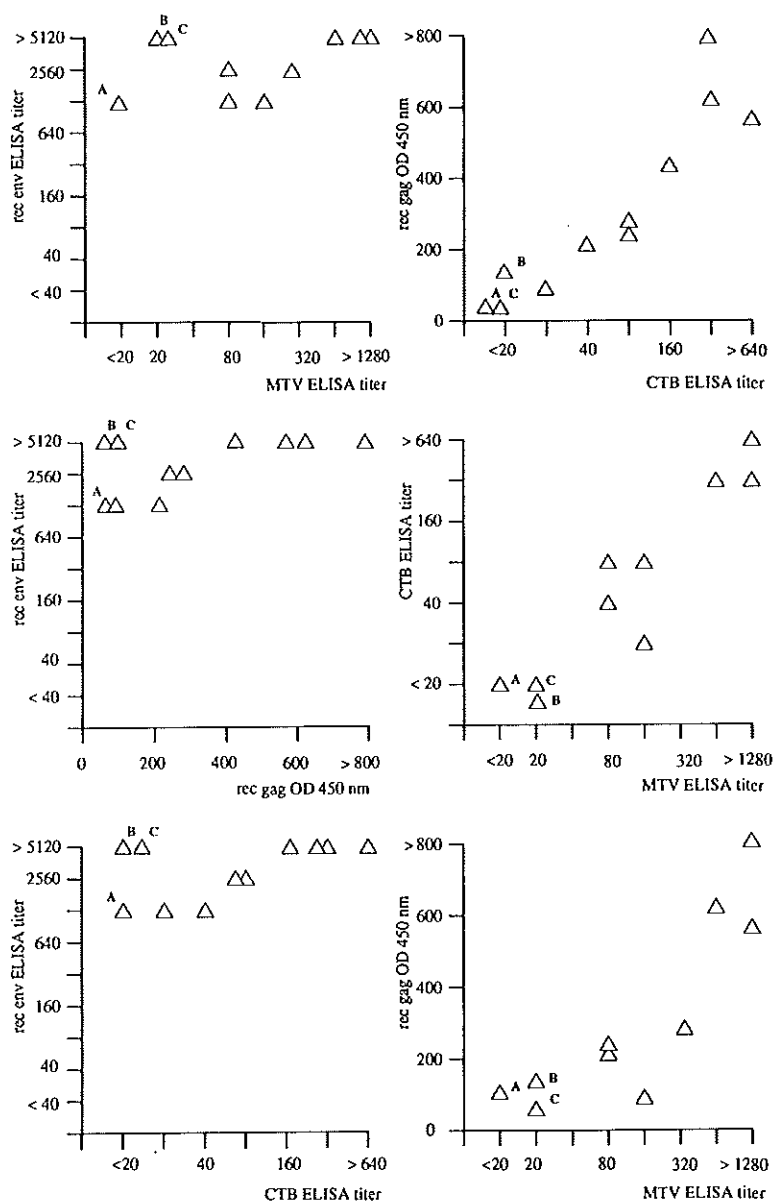 B
C
A
> 5120
2560
640
160
40
< 40
rec env ELISA titer
<20 20 80 320 > 1280
MTV ELISA titer
>800
600
400
200
0
rec gag OD 450 nm
B
A C
<20 40 160 > 640
CTB ELISA titer
B C
A
> 5120
2560
640
160
40
< 40
rec env ELISA titer
0 200 400 600 > 800
rec gag OD 450 nm
> 640
160
40
< 20
CTB ELISA titer
A C
B
<20 20 80 320 > 1280
MTV ELISA titer
B C
A
> 5120
2560
640
160
40
< 40
rec env ELISA titer
<20 40 160 > 640
CTB ELISA titer
>800
600
400
200
0
rec gag OD 450 nm
A B
C
<20 20 80 320 > 1280
MTV ELISA titer